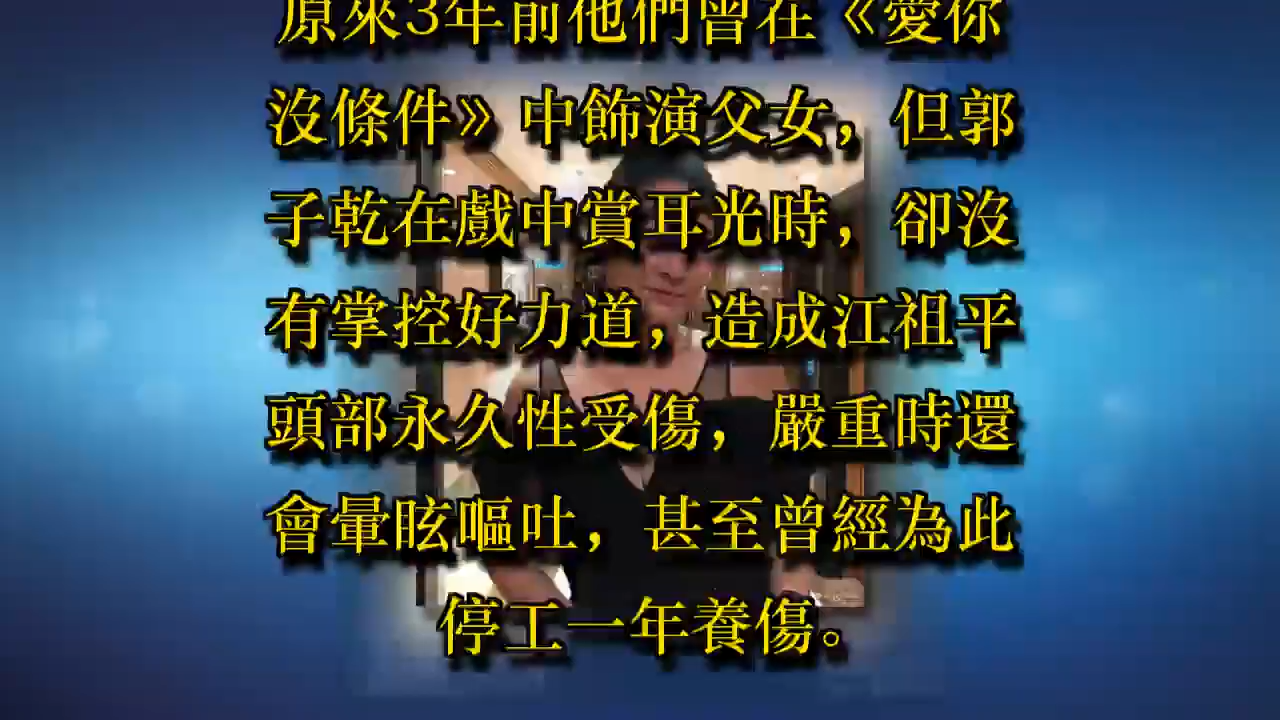 原來3年前他們曾在《愛你
沒條件》中飾演父女，但郭
子乾在戲中賞耳光時，卻沒
有掌控好力道，造成江祖平
頭部永久性受傷，嚴重時還
會暈眩嘔吐，甚至曾經為此
停工一年養傷。